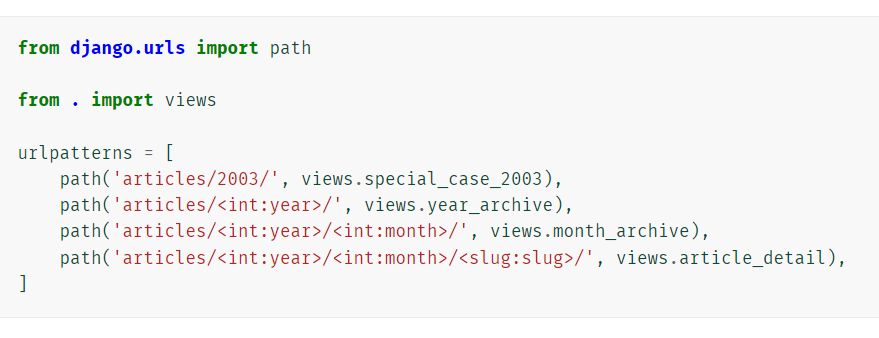 from django.urls import path
from . import views
urlpatterns = [
    path('articles/2003/', views.special_case_2003),
    path('articles/<int:year>/', views.year_archive),
    path('articles/<int:year>/<int:month>/', views.month_archive),
    path('articles/<int:year>/<int:month>/<slug:slug>/', views.article_detail),
]